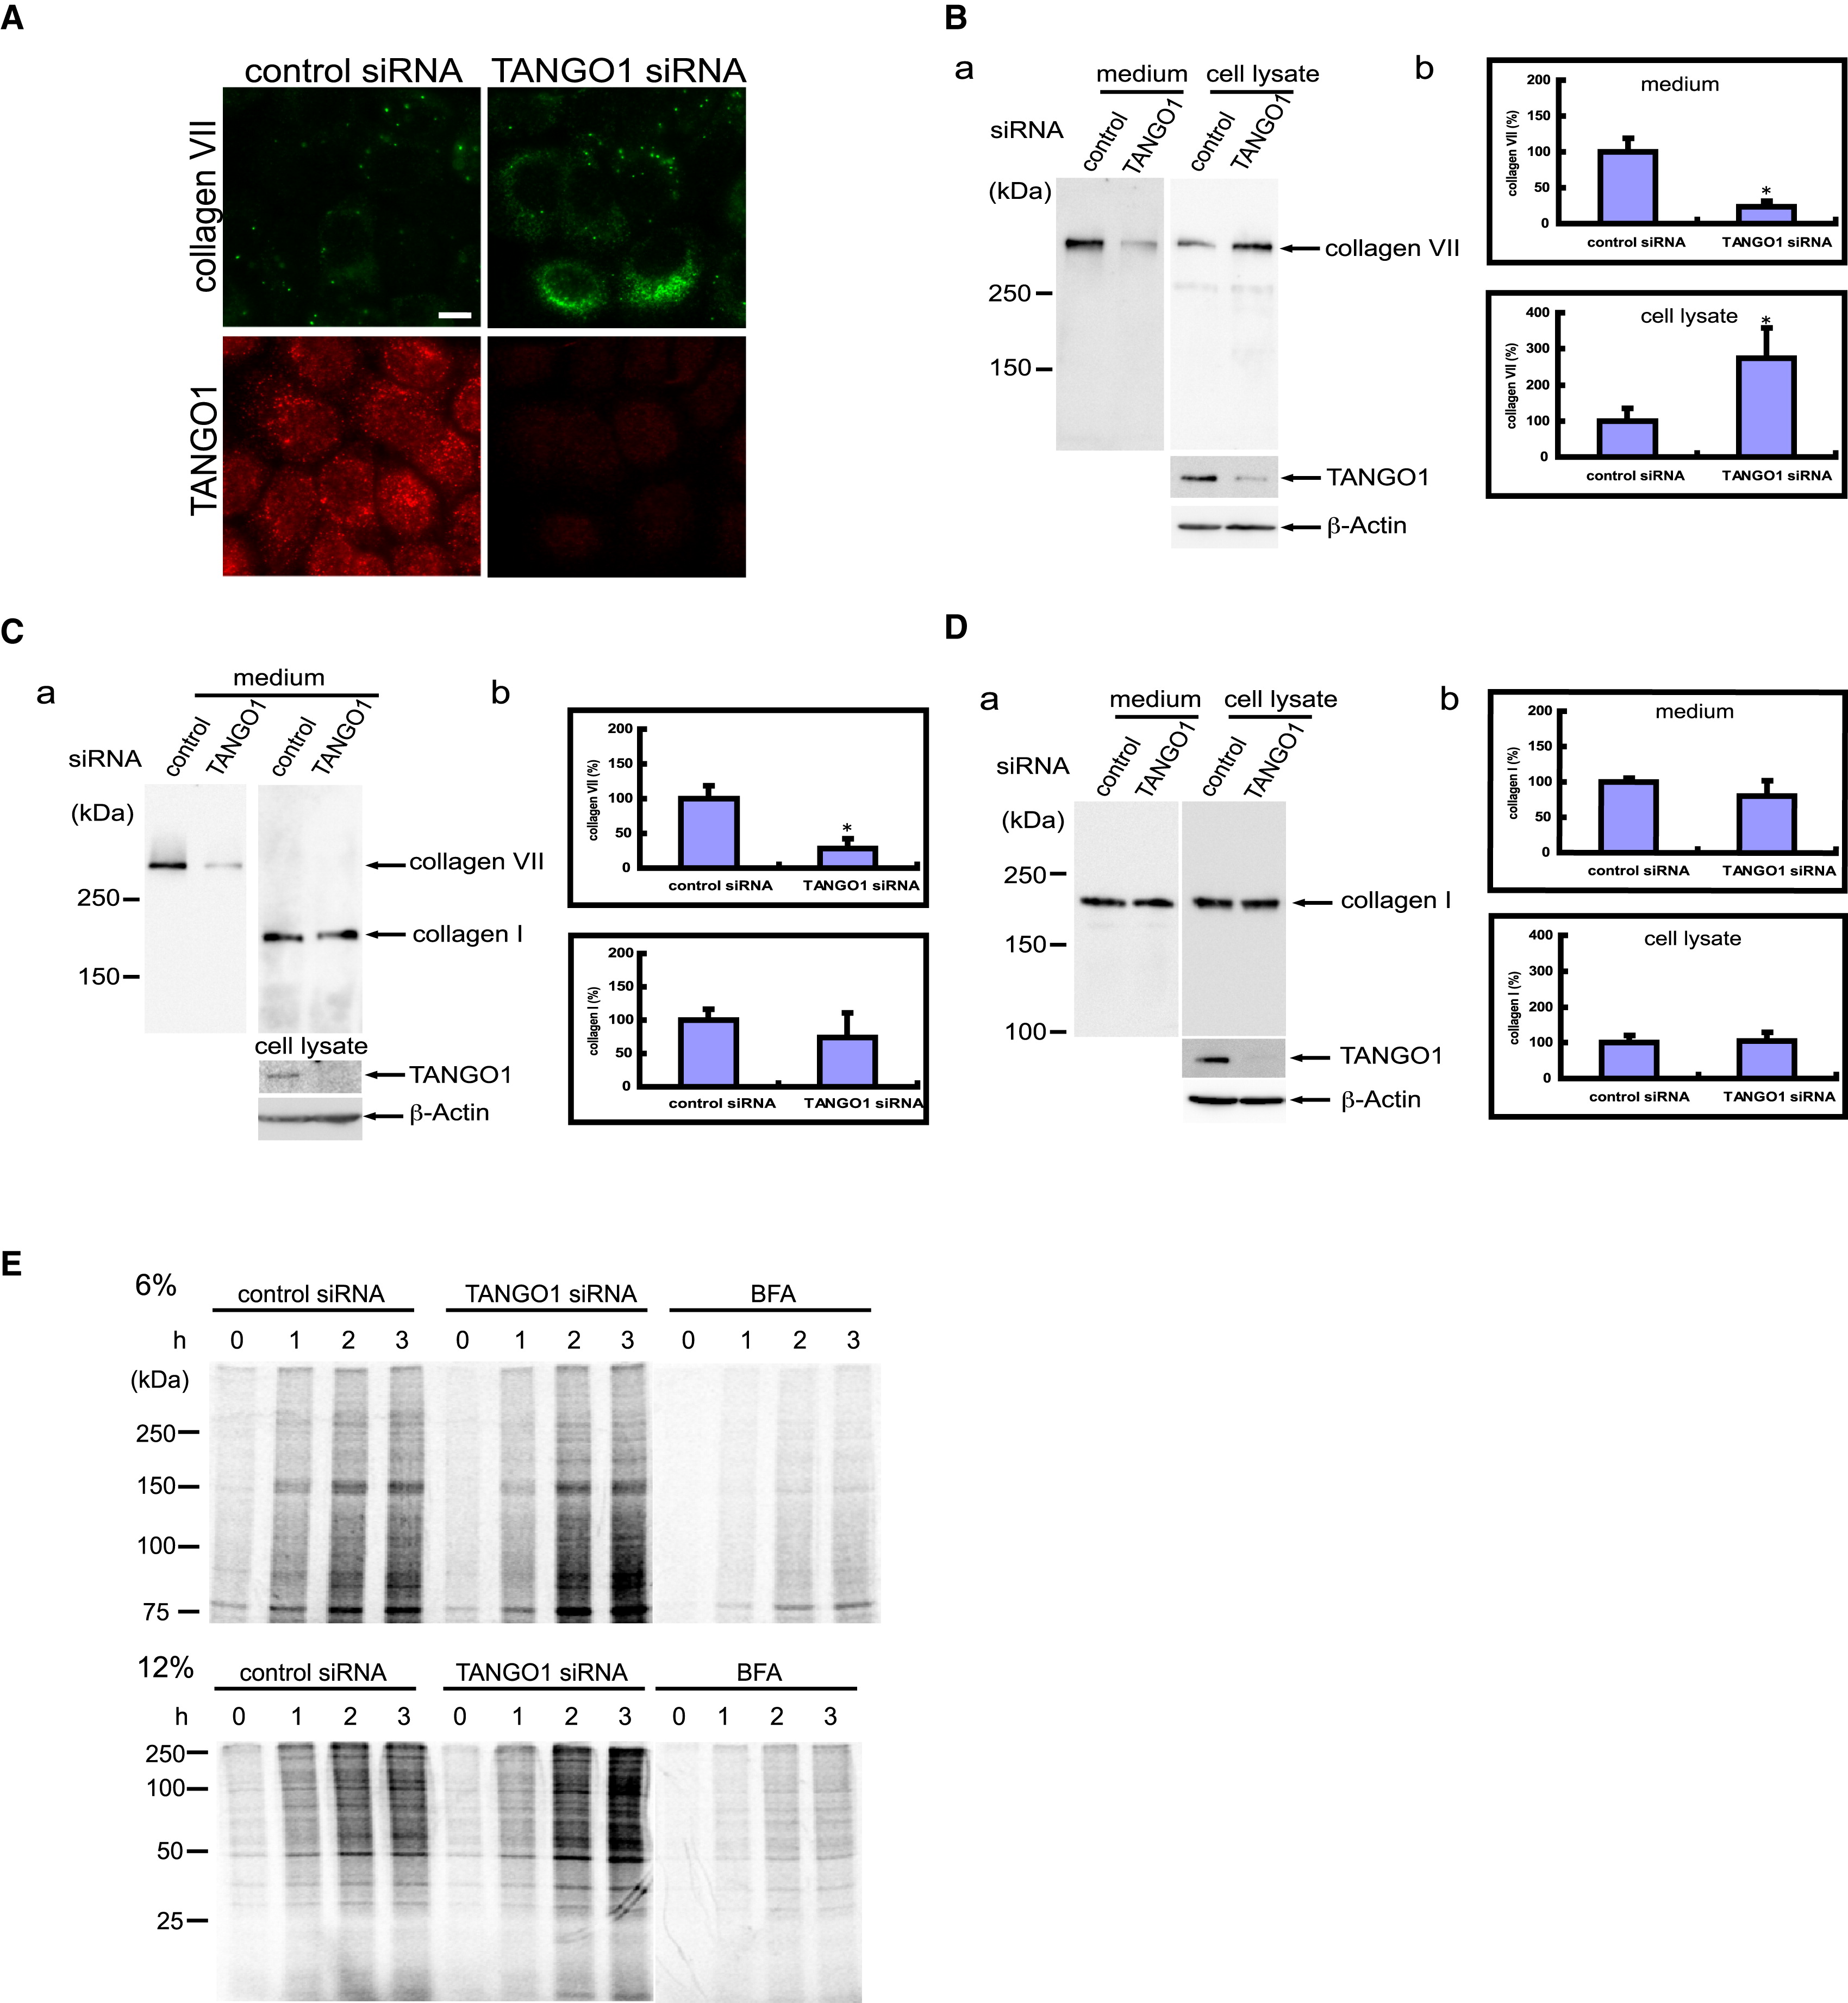 A
control siRNA TANGO1 siRNA
collagen VII
TANGO1
B
a
medium cell lysate
siRNA control TANGO1 control TANGO1
(kDa)
collagen VII
250
150
TANGO1
β-Actin
b
medium
collagen VII (%)
200
150
100
50
0
*
control siRNA TANGO1 siRNA
cell lysate
collagen VII (%)
400
300
200
100
0
*
control siRNA TANGO1 siRNA
C
a
medium
siRNA control TANGO1 control TANGO1
(kDa)
collagen VII
250
collagen I
150
cell lysate
TANGO1
β-Actin
b
collagen VII (%)
200
150
100
50
0
*
control siRNA TANGO1 siRNA
collagen I (%)
200
150
100
50
0
control siRNA TANGO1 siRNA
D
a
medium cell lysate
siRNA control TANGO1 control TANGO1
(kDa)
250
collagen I
150
100
TANGO1
β-Actin
b
medium
collagen I (%)
200
150
100
50
0
control siRNA TANGO1 siRNA
cell lysate
collagen I (%)
400
300
200
100
0
control siRNA TANGO1 siRNA
E
6%
control siRNA TANGO1 siRNA BFA
h 0 1 2 3 0 1 2 3 0 1 2 3
(kDa)
250
150
100
75
12%
control siRNA TANGO1 siRNA BFA
h 0 1 2 3 0 1 2 3 0 1 2 3
250
100
50
25